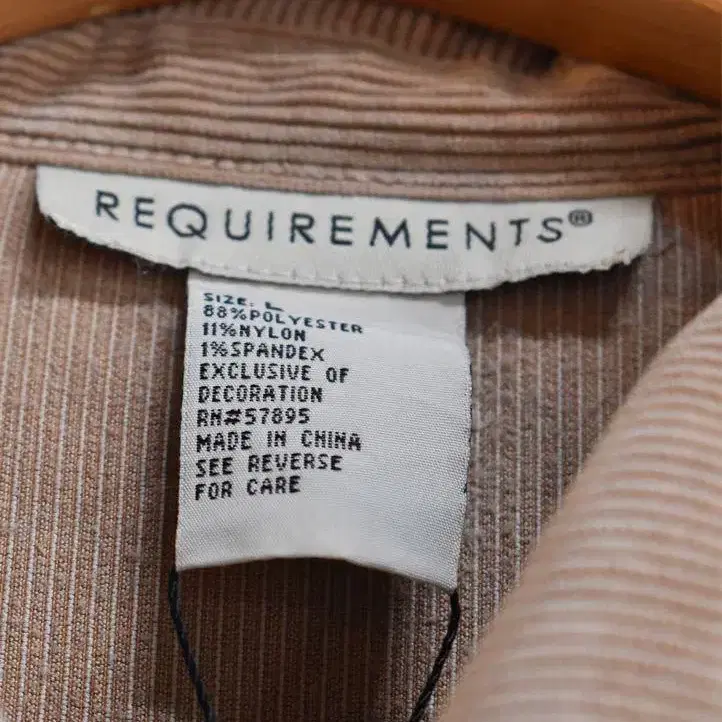 REQUIREMENTS®
SIZE: L
88%POLYESTER
11%NYLON
1%SPANDEX
EXCLUSIVE OF
DECORATION
RN#57895
MADE IN CHINA
SEE REVERSE
FOR CARE